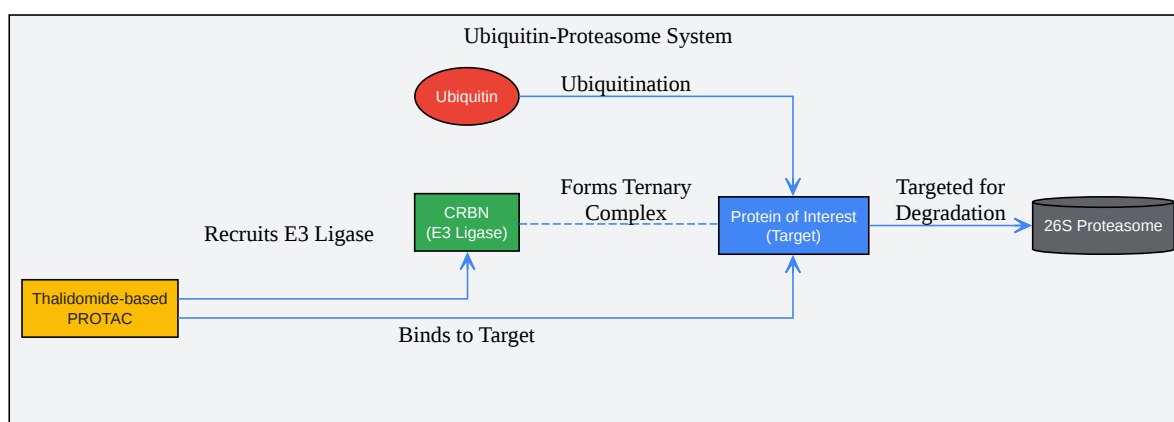 Ubiquitin-Proteasome System
Ubiquitin
Ubiquitination
CRBN
(E3 Ligase)
Forms Ternary
Complex
Protein of Interest
(Target)
Targeted for
Degradation
26S Proteasome
Recruits E3 Ligase
Thalidomide-based
PROTAC
Binds to Target